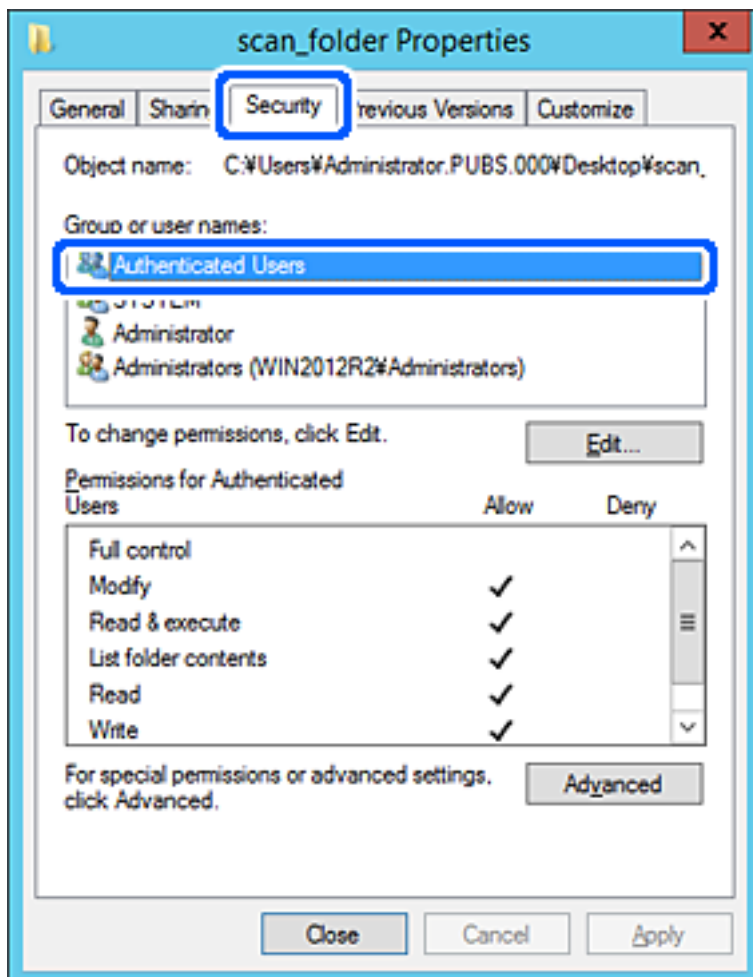 scan_folder Properties
x
General Sharin Security revious Versions Customize
Object name: C:¥Users¥Administrator.PUBS.000¥Desktop¥scan_
Group or user names:
Authenticated Users
SYSTEM
Administrator
Administrators (WIN2012R2¥Administrators)
To change permissions, click Edit.
Edit...
Permissions for Authenticated
Users Allow Deny
Full control
Modify
Read & execute
List folder contents
Read
Write
For special permissions or advanced settings,
click Advanced.
Advanced
Close Cancel Apply